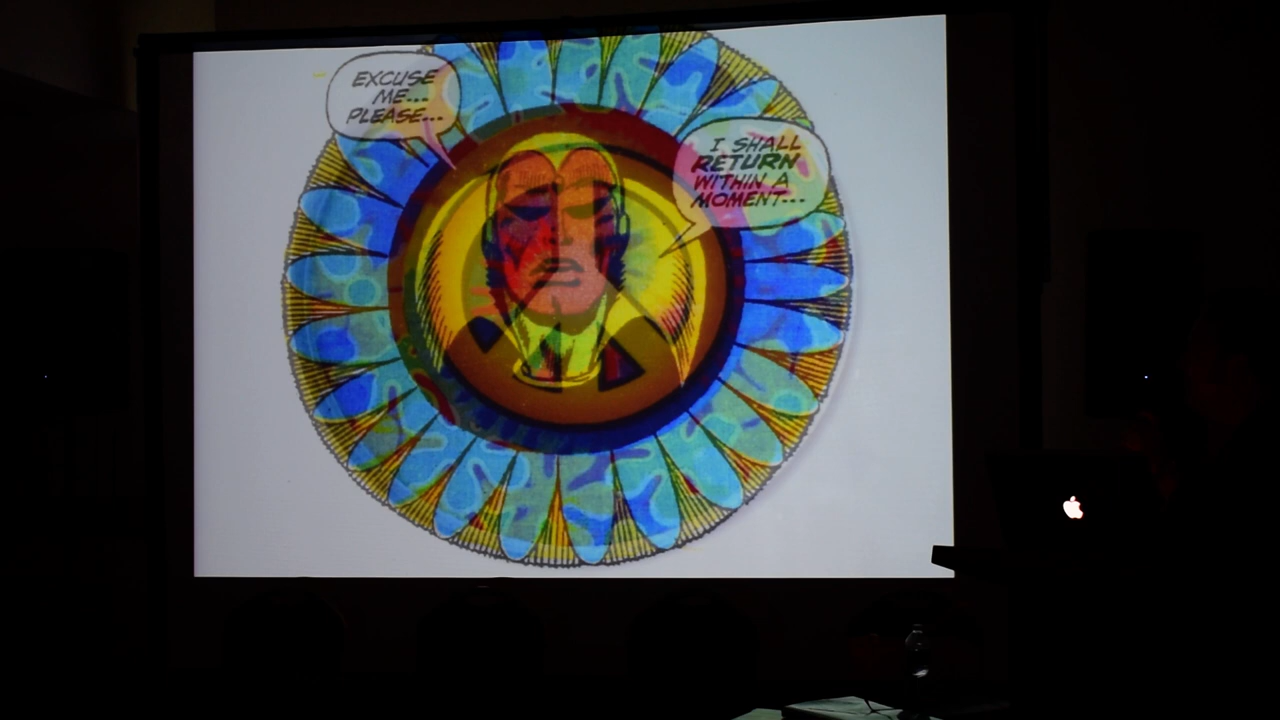 EXCUSE
ME...
PLEASE...
I SHALL
RETURN
WITHIN A
MOMENT...